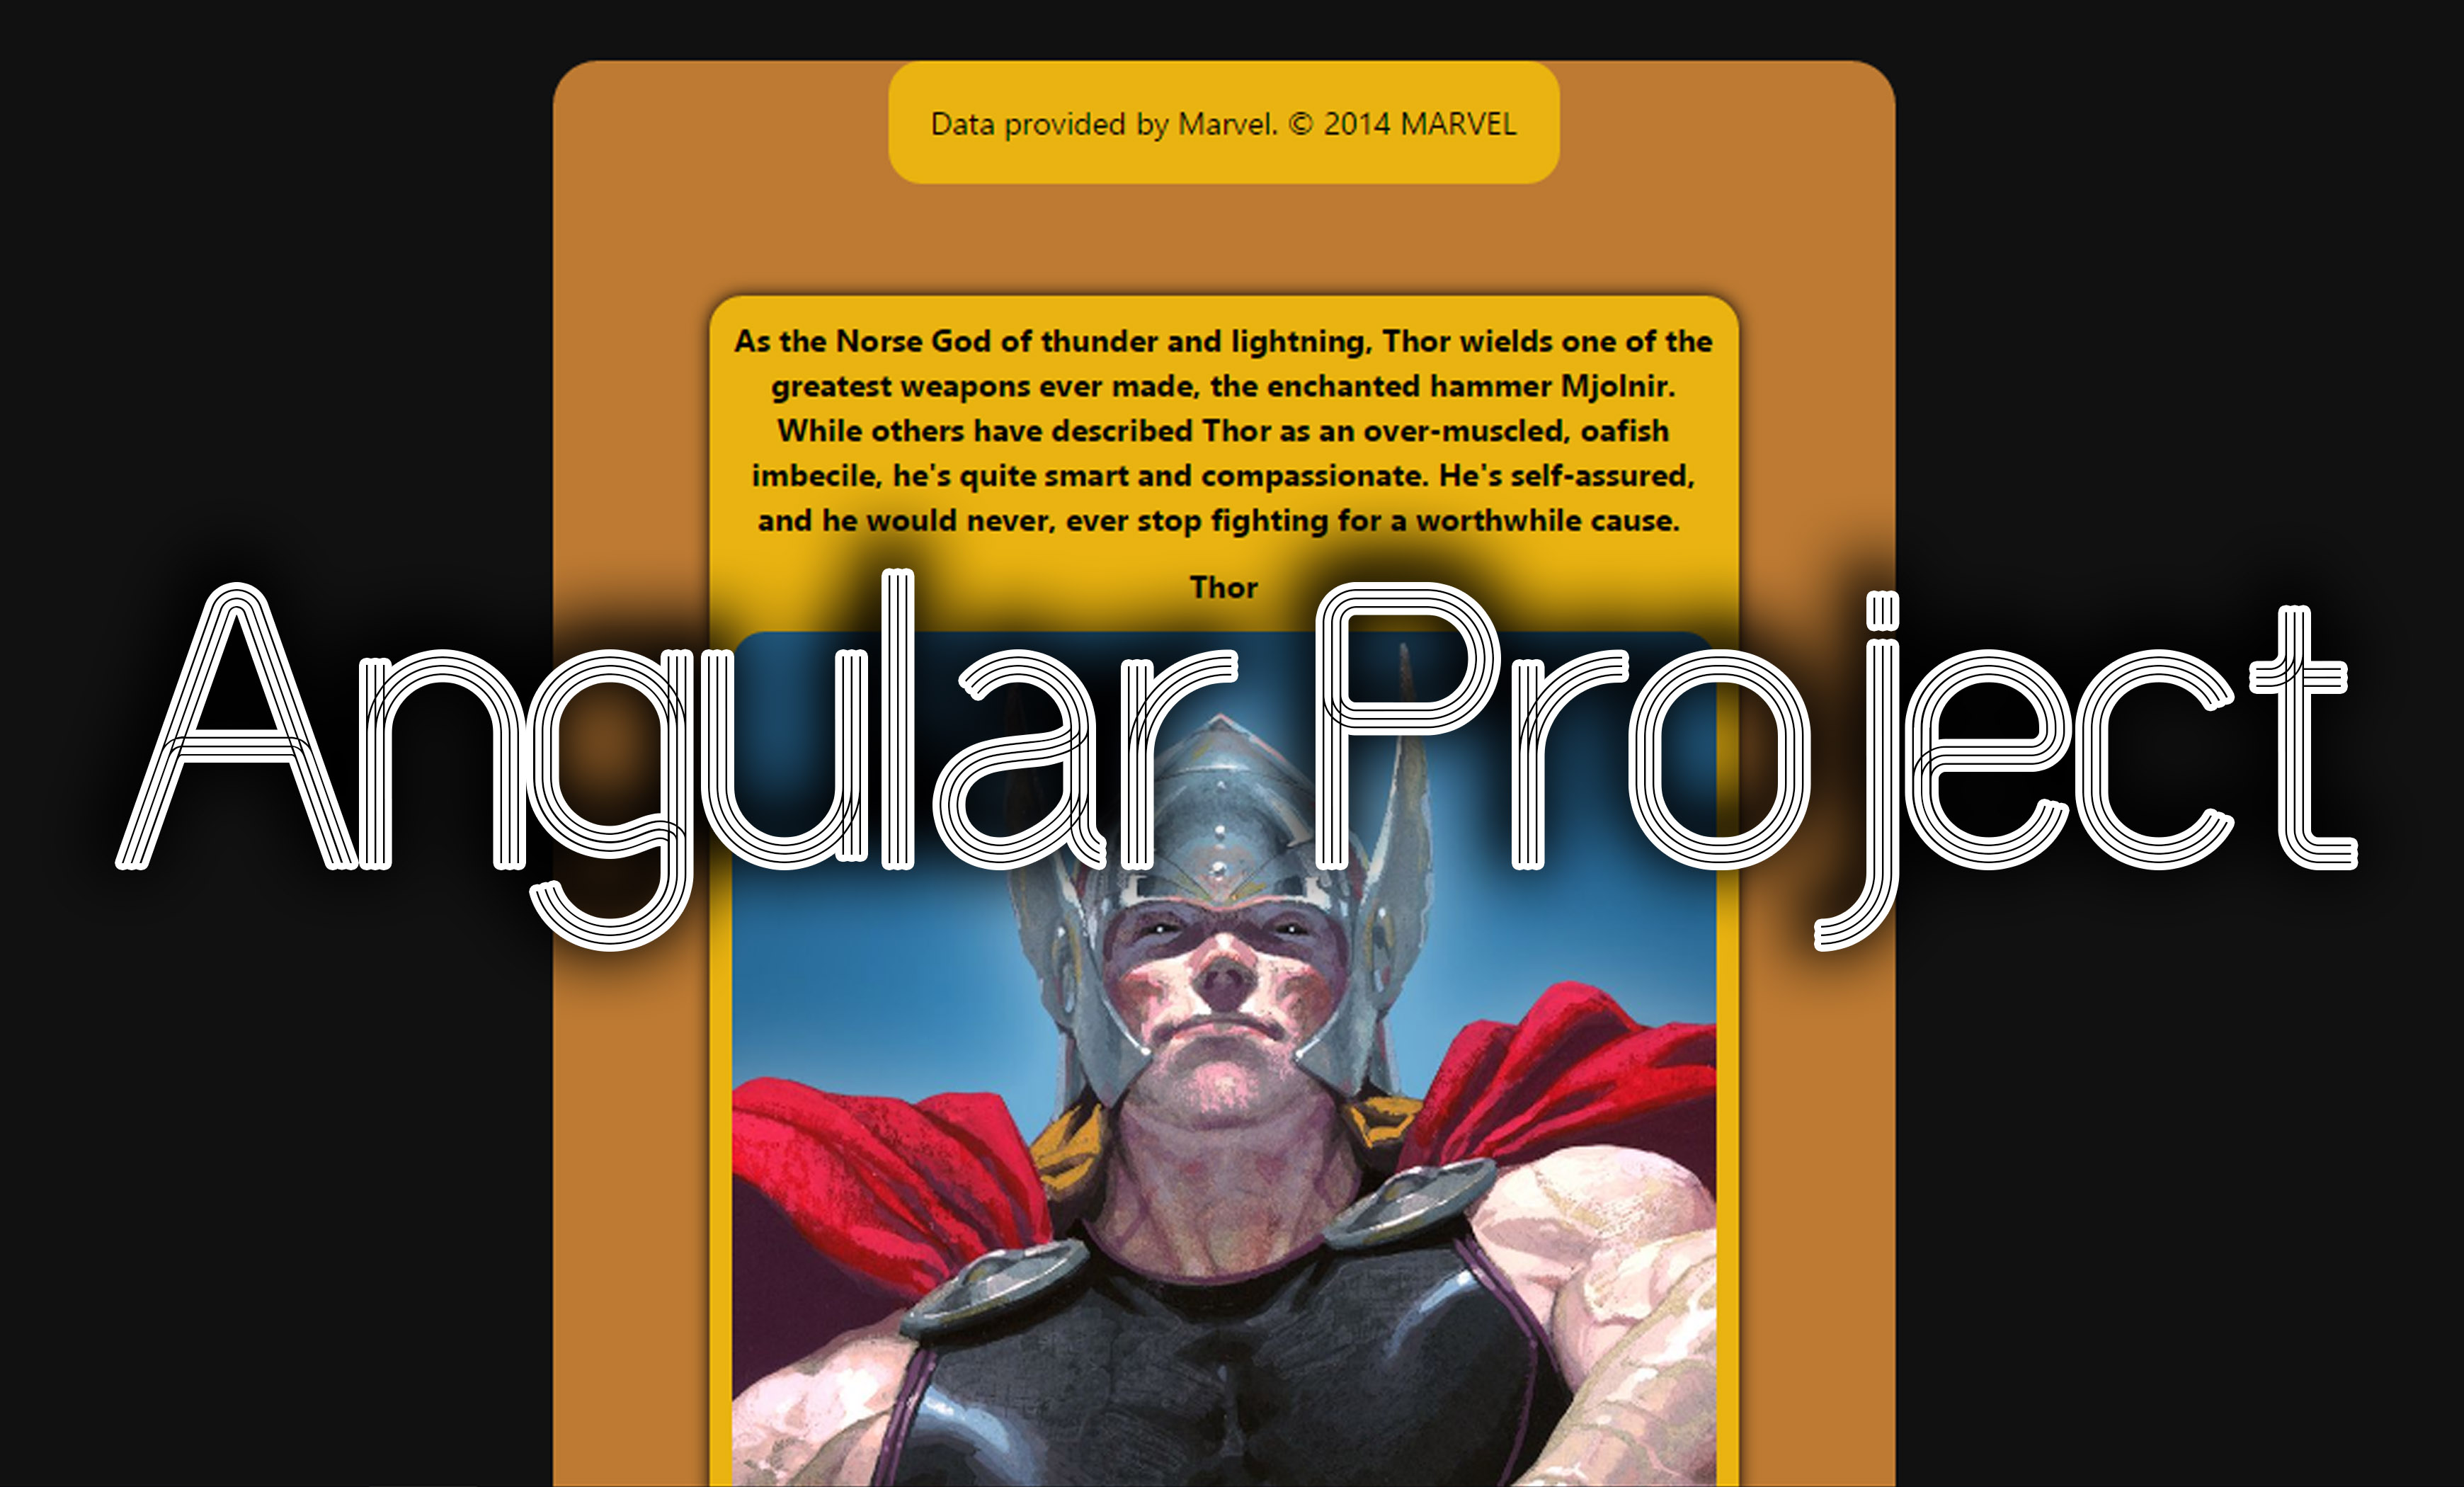 Data provided by Marvel. © 2014 MARVEL
As the Norse God of thunder and lightning, Thor wields one of the
greatest weapons ever made, the enchanted hammer Mjolnir.
While others have described Thor as an over-muscled, oafish
imbecile, he's quite smart and compassionate. He's self-assured,
and he would never, ever stop fighting for a worthwhile cause.
Thor
Angular Project